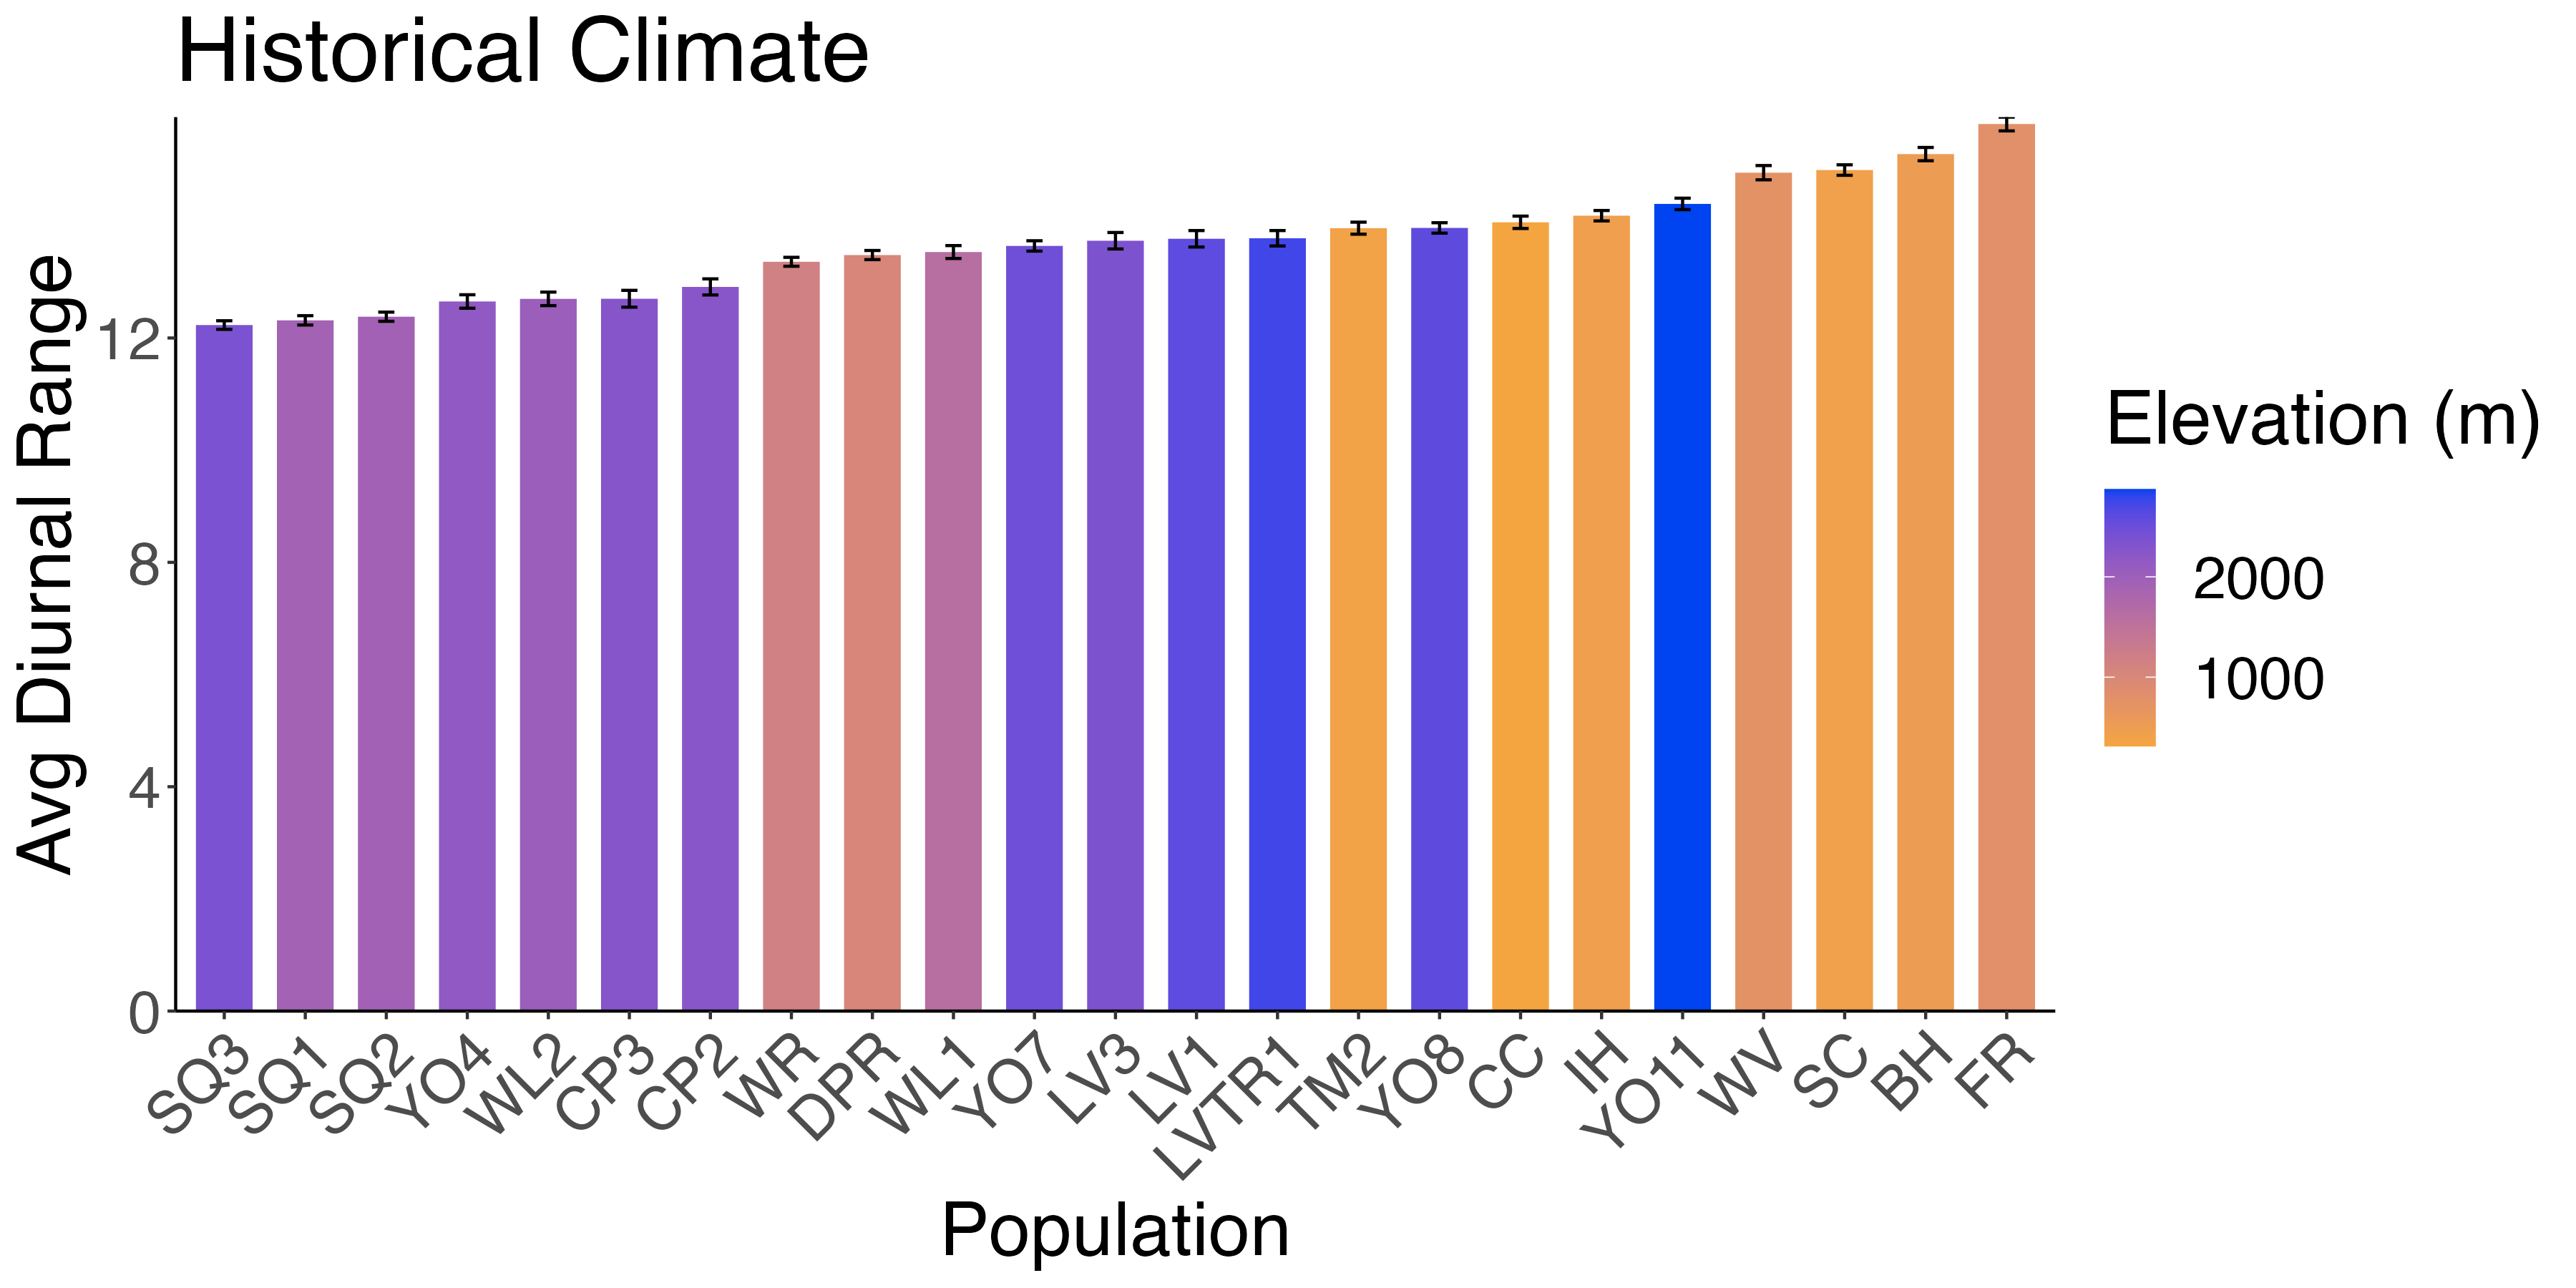 Historical Climate
Avg Diurnal Range
12
8
4
0
SQ3
SQ1
SQ2
YO4
WL2
CP3
CP2
WR
DPR
WL1
YO7
LV3
LV1
LVTR1
TM2
YO8
CC
IH
YO11
WV
SC
BH
FR
Population
Elevation (m)
2000
1000